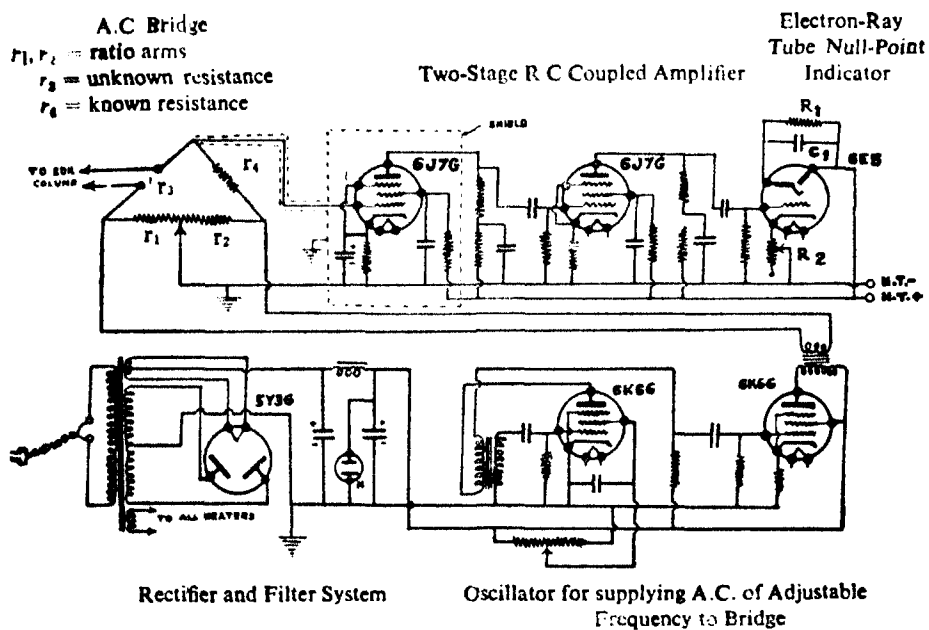 A.C Bridge
r1, r2 = ratio arms
r3 = unknown resistance
r4 = known resistance
Two-Stage R C Coupled Amplifier
Electron-Ray
Tube Null-Point
Indicator
SHIELD
R1
C1
6J7G
6J7G
6E5
TO SOIL
COLUMN
r3
r4
r1
r2
R2
H.T.-
H.T.+
5Y3G
6K6G
6K6G
TO ALL HEATERS
Rectifier and Filter System
Oscillator for supplying A.C. of Adjustable
Frequency to Bridge